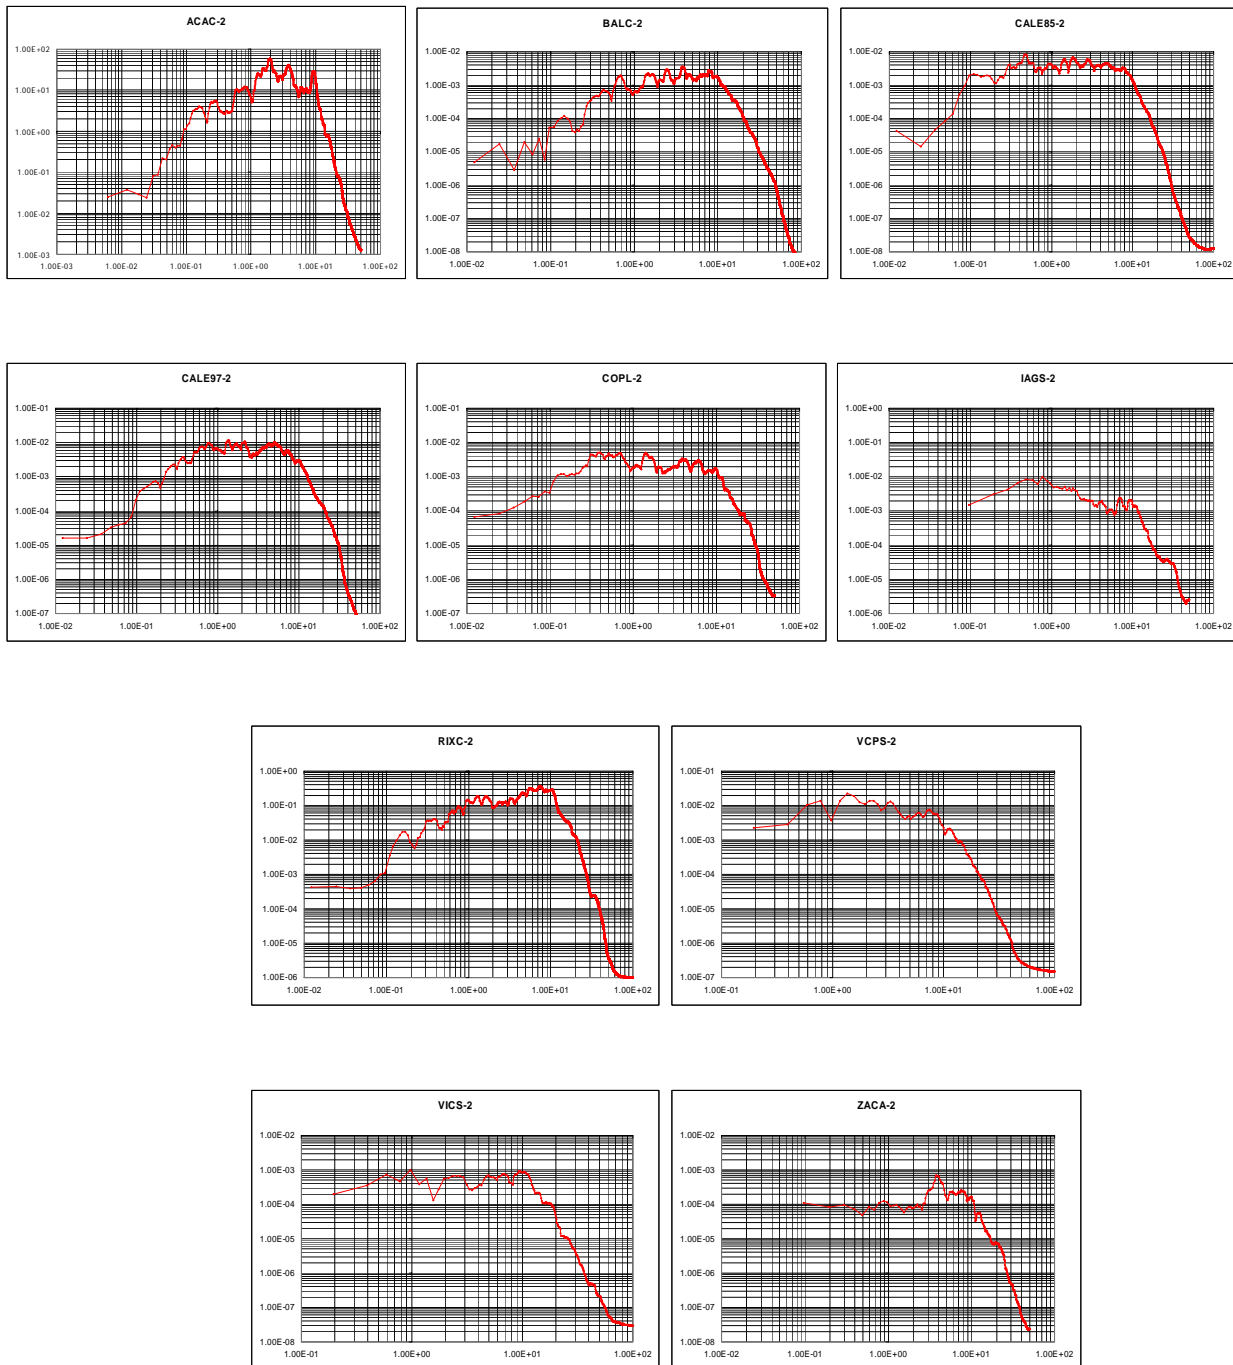 ACAC-2
1.00E+02
1.00E+01
1.00E+00
1.00E-01
1.00E-02
1.00E-03
1.00E-03 1.00E-02 1.00E-01 1.00E+00 1.00E+01 1.00E+02
BALC-2
1.00E-02
1.00E-03
1.00E-04
1.00E-05
1.00E-06
1.00E-07
1.00E-08
1.00E-02 1.00E-01 1.00E+00 1.00E+01 1.00E+02
CALE85-2
1.00E-02
1.00E-03
1.00E-04
1.00E-05
1.00E-06
1.00E-07
1.00E-08
1.00E-02 1.00E-01 1.00E+00 1.00E+01 1.00E+02
CALE97-2
1.00E-01
1.00E-02
1.00E-03
1.00E-04
1.00E-05
1.00E-06
1.00E-07
1.00E-02 1.00E-01 1.00E+00 1.00E+01 1.00E+02
COPL-2
1.00E-01
1.00E-02
1.00E-03
1.00E-04
1.00E-05
1.00E-06
1.00E-07
1.00E-02 1.00E-01 1.00E+00 1.00E+01 1.00E+02
IAGS-2
1.00E+00
1.00E-01
1.00E-02
1.00E-03
1.00E-04
1.00E-05
1.00E-06
1.00E-02 1.00E-01 1.00E+00 1.00E+01 1.00E+02
RIXC-2
1.00E+00
1.00E-01
1.00E-02
1.00E-03
1.00E-04
1.00E-05
1.00E-06
1.00E-02 1.00E-01 1.00E+00 1.00E+01 1.00E+02
VCPS-2
1.00E-01
1.00E-02
1.00E-03
1.00E-04
1.00E-05
1.00E-06
1.00E-07
1.00E-01 1.00E+00 1.00E+01 1.00E+02
VICS-2
1.00E-02
1.00E-03
1.00E-04
1.00E-05
1.00E-06
1.00E-07
1.00E-08
1.00E-01 1.00E+00 1.00E+01 1.00E+02
ZACA-2
1.00E-02
1.00E-03
1.00E-04
1.00E-05
1.00E-06
1.00E-07
1.00E-08
1.00E-02 1.00E-01 1.00E+00 1.00E+01 1.00E+02